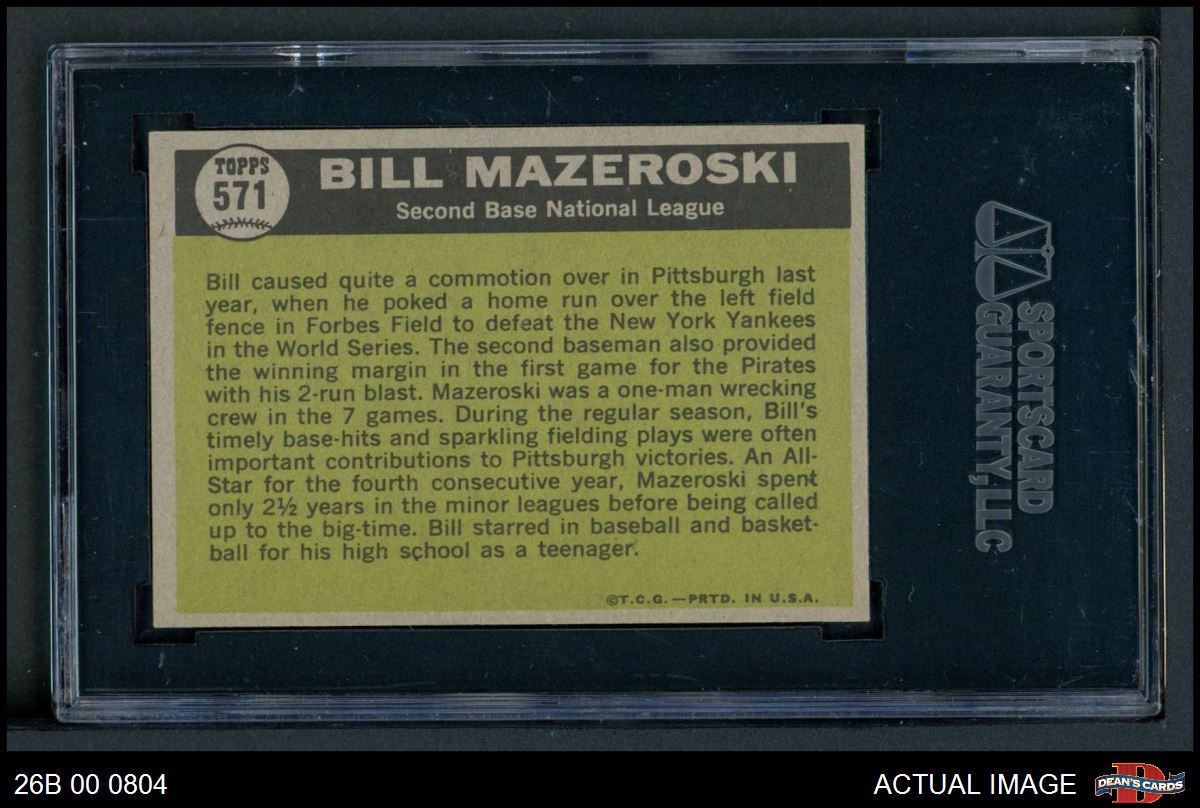 TOPPS
571
BILL MAZEROSKI
Second Base National League
Bill caused quite a commotion over in Pittsburgh last
year, when he poked a home run over the left field
fence in Forbes Field to defeat the New York Yankees
in the World Series. The second baseman also provided
the winning margin in the first game for the Pirates
with his 2-run blast. Mazeroski was a one-man wrecking
crew in the 7 games. During the regular season, Bill's
timely base-hits and sparkling fielding plays were often
important contributions to Pittsburgh victories. An All-
Star for the fourth consecutive year, Mazeroski spent
only 2½ years in the minor leagues before being called
up to the big-time. Bill starred in baseball and basket-
ball for his high school as a teenager.
©T.C.G.—PRTD. IN U.S.A.
SPORTSCARD
GUARANTY, LLC
26B 00 0804
ACTUAL IMAGE
D
DEAN'S CARDS